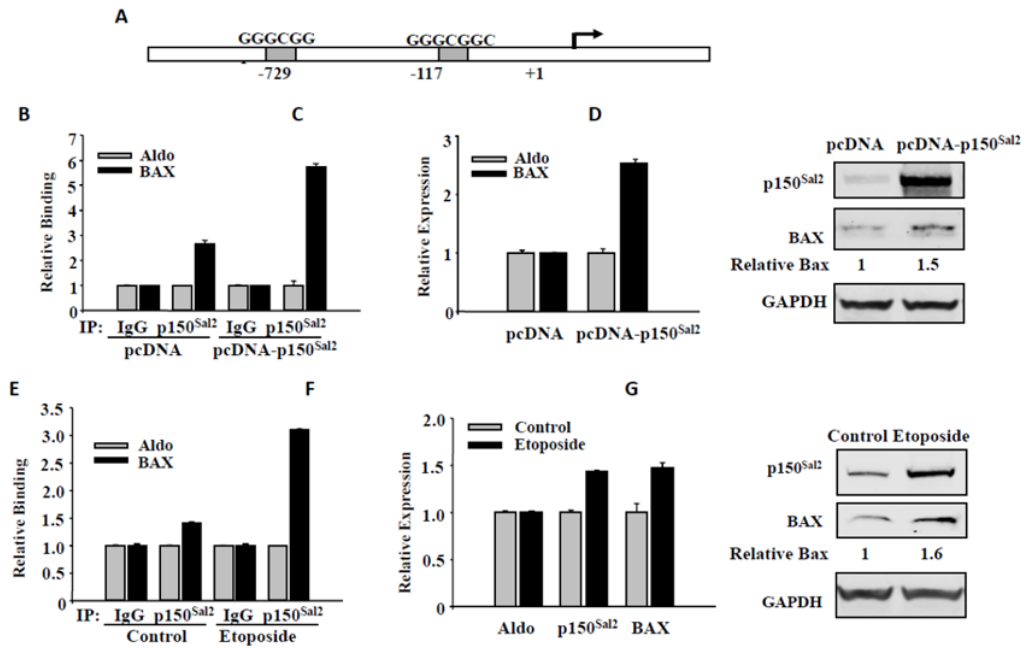 A
GGGCGG GGGCGGC
-729 -117 +1
B
7
6
5
4
3
2
1
0
Relative Binding
Aldo
BAX
IP: IgG p150Sal2 IgG p150Sal2
pcDNA pcDNA-p150Sal2
C
3
2
1
0
Relative Expression
Aldo
BAX
pcDNA pcDNA-p150Sal2
D
pcDNA pcDNA-p150Sal2
p150Sal2
BAX
Relative Bax 1 1.5
GAPDH
E
3.5
3.0
2.5
2.0
1.5
1.0
0.5
0
Relative Binding
Aldo
BAX
IP: IgG p150Sal2 IgG p150Sal2
Control Etoposide
F
2.0
1.5
1.0
0.5
0
Relative Expression
Control
Etoposide
Aldo p150Sal2 BAX
G
Control Etoposide
p150Sal2
BAX
Relative Bax 1 1.6
GAPDH